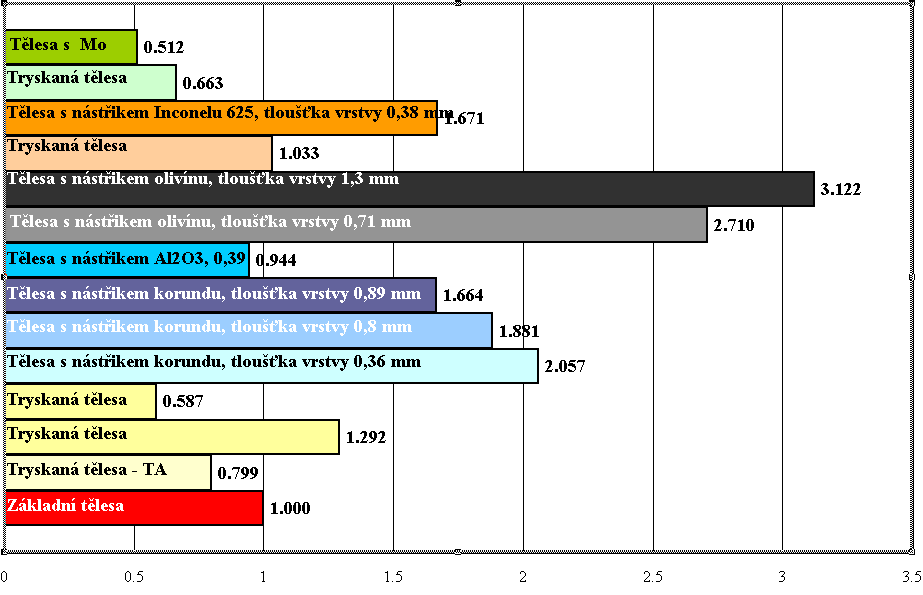 Tělesa s  Mo 0.512
Tryskaná tělesa 0.663
Tělesa s nástřikem Inconelu 625, tloušťka vrstvy 0,38 mm 1.671
Tryskaná tělesa 1.033
Tělesa s nástřikem olivínu, tloušťka vrstvy 1,3 mm 3.122
Tělesa s nástřikem olivínu, tloušťka vrstvy 0,71 mm 2.710
Tělesa s nástřikem Al2O3, 0,39 0.944
Tělesa s nástřikem korundu, tloušťka vrstvy 0,89 mm 1.664
Tělesa s nástřikem korundu, tloušťka vrstvy 0,8 mm 1.881
Tělesa s nástřikem korundu, tloušťka vrstvy 0,36 mm 2.057
Tryskaná tělesa 0.587
Tryskaná tělesa 1.292
Tryskaná tělesa - TA 0.799
Základní tělesa 1.000
0 0.5 1 1.5 2 2.5 3 3.5